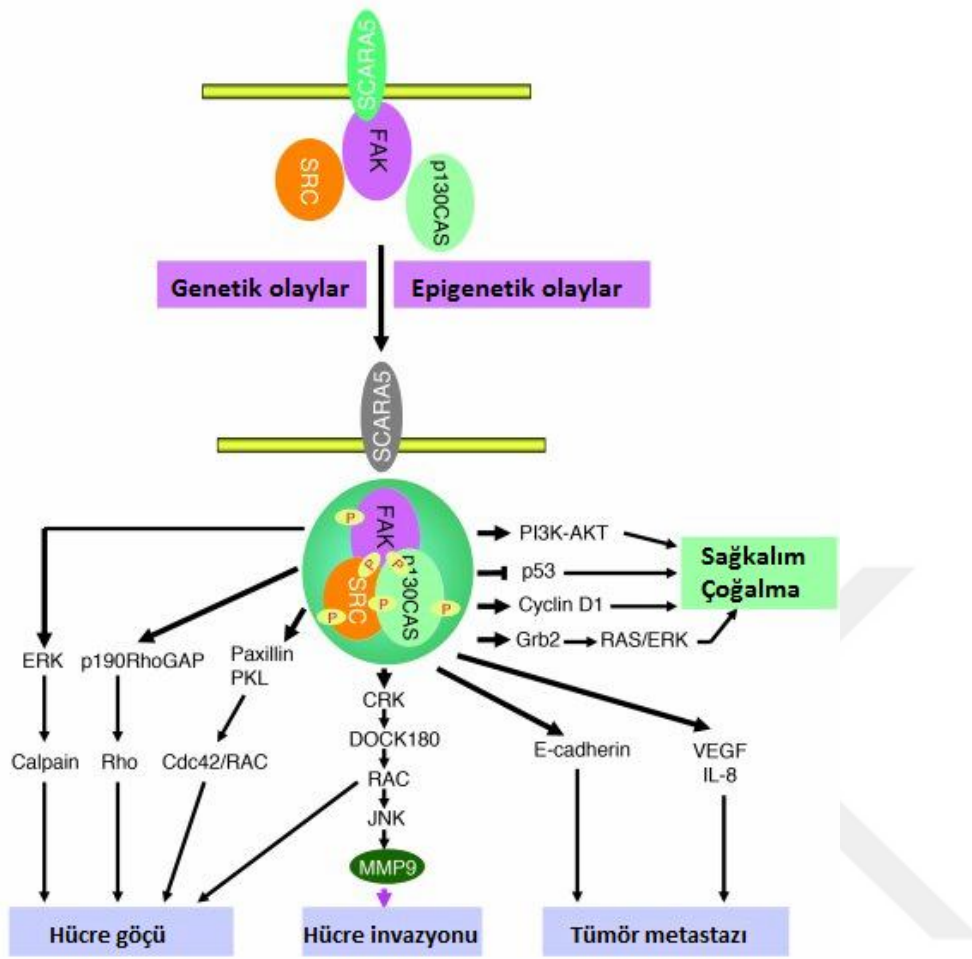 SCARA5
FAK
SRC
p130CAS
Genetik olaylar
Epigenetik olaylar
SCARA5
P
FAK
P
P
SRC
p130CAS
P
P
P
PI3K-AKT
p53
Cyclin D1
Grb2
RAS/ERK
Sağkalım
Çoğalma
ERK
p190RhoGAP
Paxillin
PKL
CRK
DOCK180
RAC
JNK
MMP9
Calpain
Rho
Cdc42/RAC
E-cadherin
VEGF
IL-8
Hücre göçü
Hücre invazyonu
Tümör metastazı